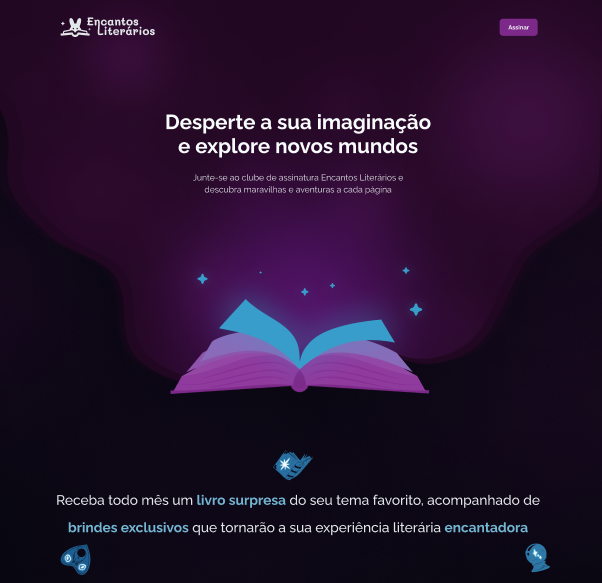 Encantos
Literários
Assinar
Desperte a sua imaginação
e explore novos mundos
Junte-se ao clube de assinatura Encantos Literários e
descubra maravilhas e aventuras a cada página
Receba todo mês um livro surpresa do seu tema favorito, acompanhado de
brindes exclusivos que tornarão a sua experiência literária encantadora